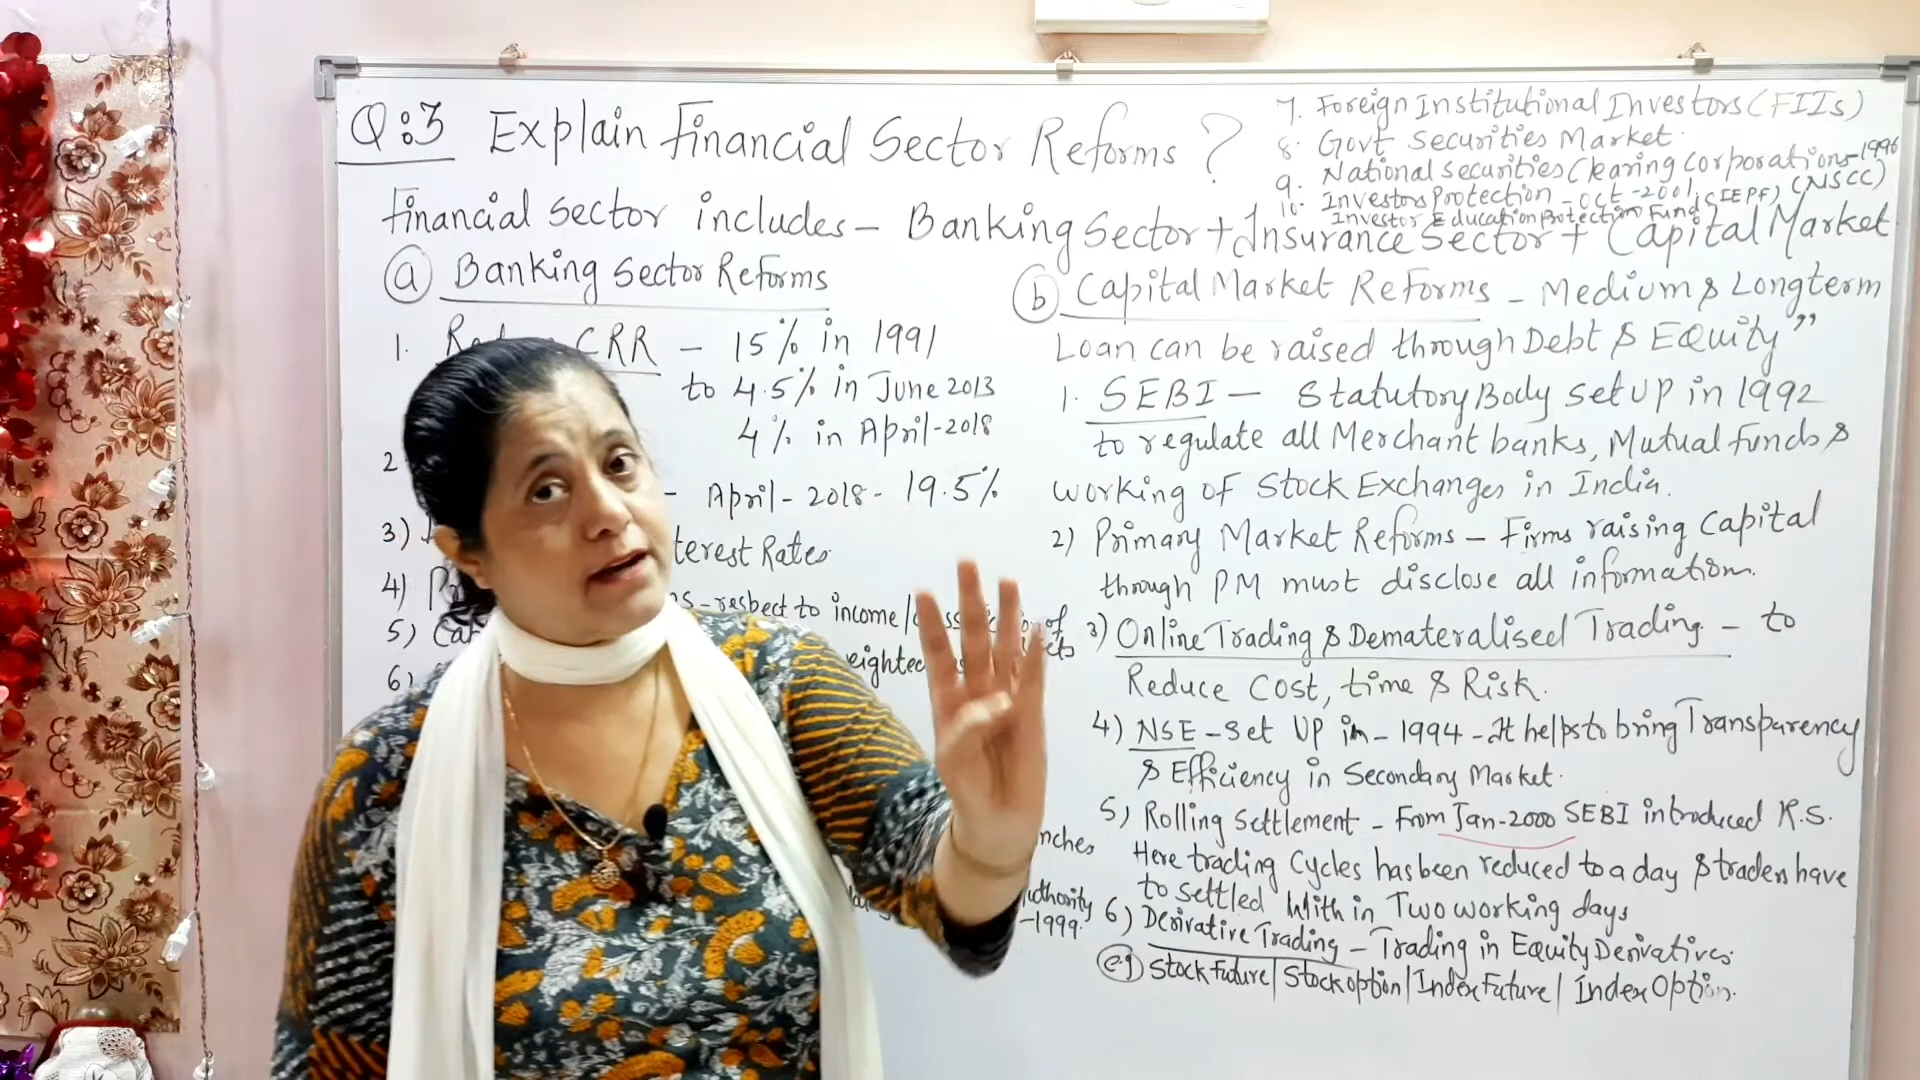 Q:3 Explain Financial Sector Reforms?
7. Foreign Institutional Investors (FIIs)
8. Govt Securities Market.
9. National securities Clearing Corporations-1996 (NSCC)
10. Investors Protection - Oct-2001 (IEPF)
Investor Education Protection Fund
Financial sector includes- Banking Sector + Insurance Sector + Capital Market
(a) Banking Sector Reforms
1. CRR - 15% in 1991
to 4.5% in June 2013
4% in April-2018
2
- April-2018- 19.5%
3) terest Rates
4) - respect to income/ of
5) eighted
6)
nches
uthority
-1999.
(b) Capital Market Reforms - Medium & Longterm
Loan can be raised through Debt & Equity"
1. SEBI- Statutory Body set up in 1992
to regulate all Merchant banks, Mutual funds &
working of Stock Exchanges in India.
2) Primary Market Reforms - Firms raising Capital
through PM must disclose all information.
3) Online Trading & Demateralised Trading. - to
Reduce Cost, time & Risk.
4) NSE - Set Up in - 1994 - It helps to bring Transparency
& Efficiency in Secondary Market.
5) Rolling Settlement - From Jan-2000 SEBI introduced R.S.
Here trading Cycles has been reduced to a day & traders have
to settled With in Two working days
6) Derivative Trading - Trading in Equity Derivatives.
(e.g) Stock Future/ Stock option/ Index Future/ Index Option.